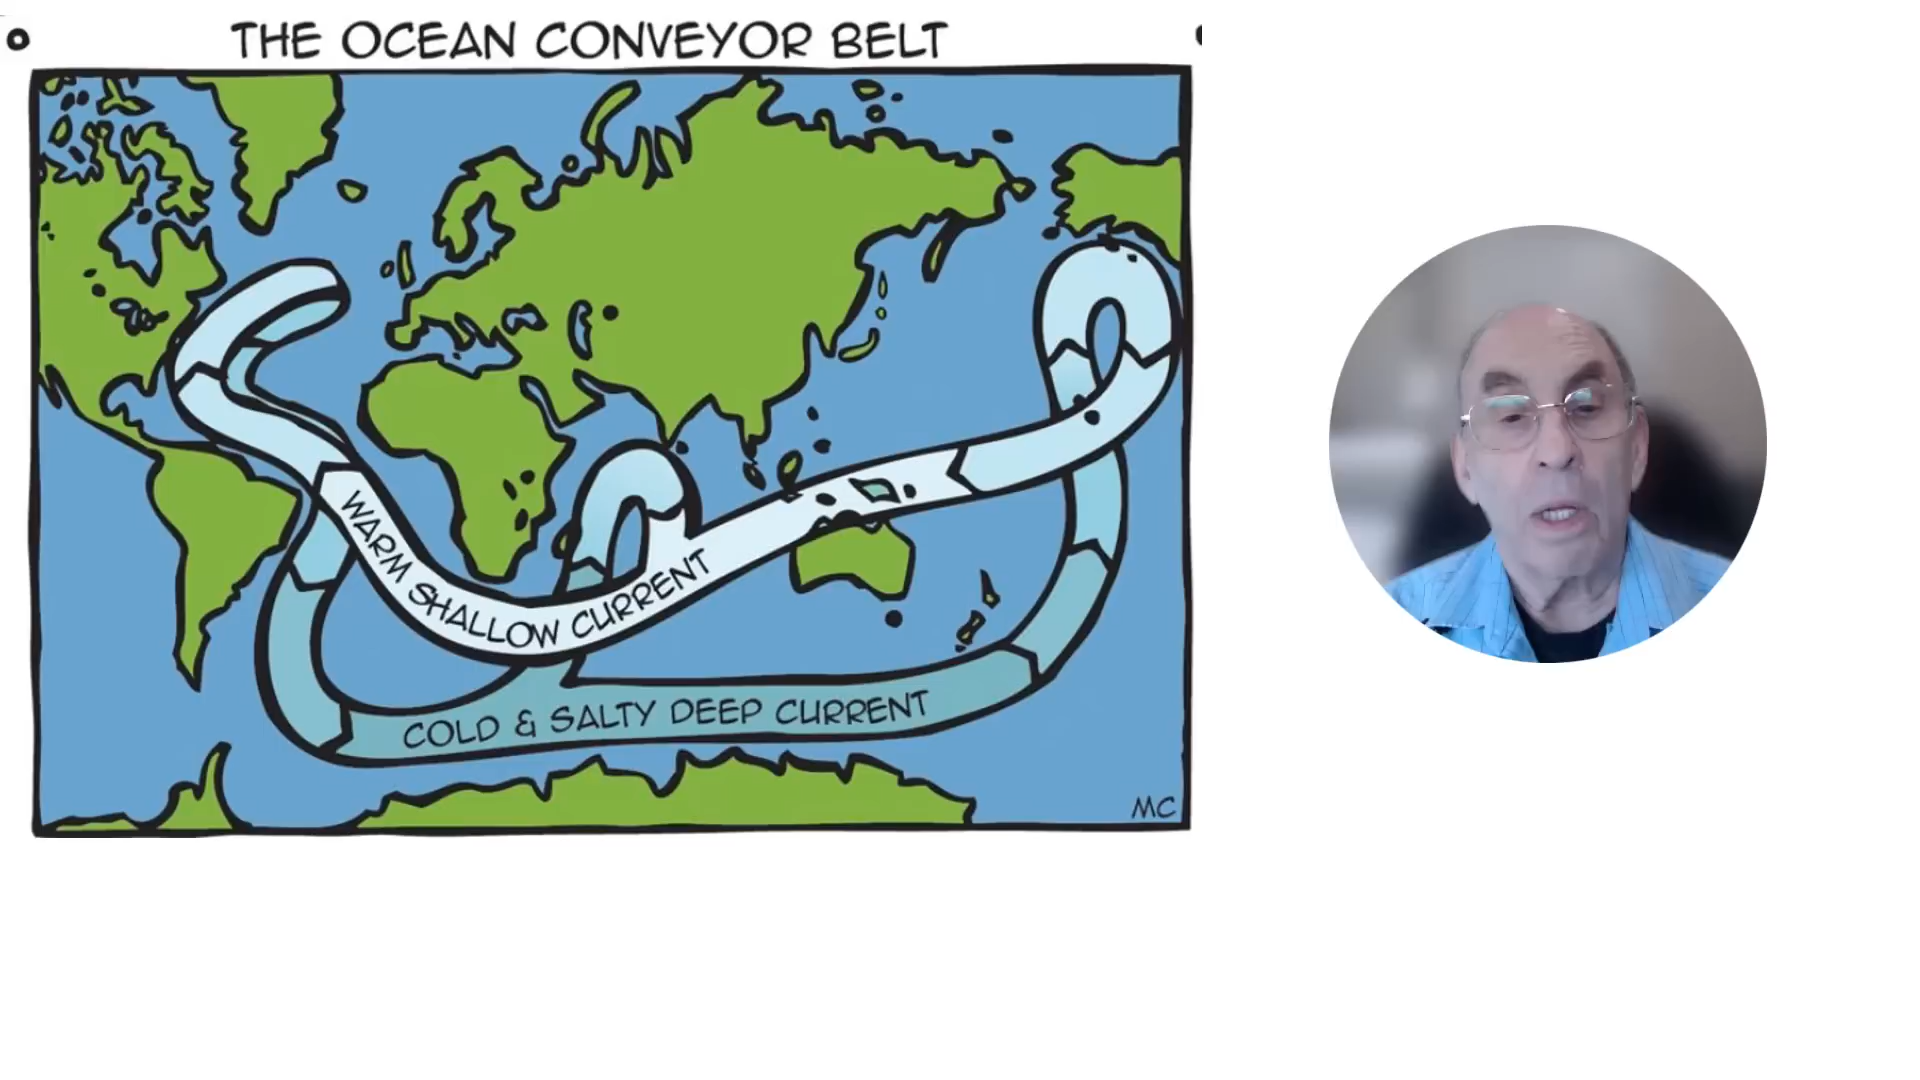 THE OCEAN CONVEYOR BELT
WARM SHALLOW CURRENT
COLD & SALTY DEEP CURRENT
MC